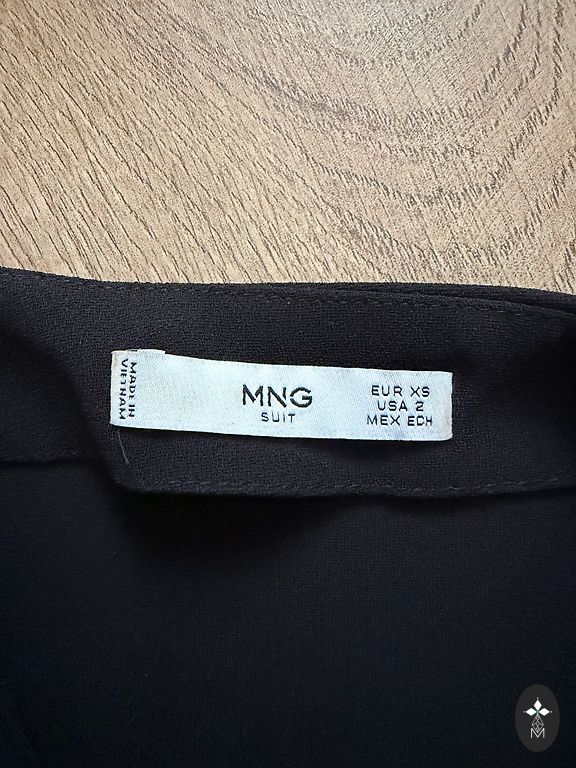 MADE IN
VIETNAM
MNG
SUIT
EUR XS
USA 2
MEX ECH
M